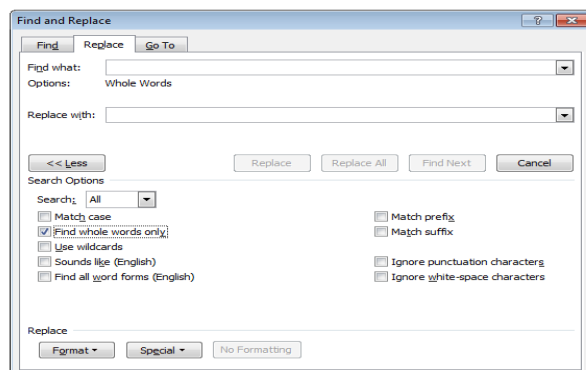 Find and Replace
Find Replace Go To
Find what:
Options: Whole Words
Replace with:
<< Less Replace Replace All Find Next Cancel
Search Options
Search: All
Match case Match prefix
Find whole words only Match suffix
Use wildcards
Sounds like (English) Ignore punctuation characters
Find all word forms (English) Ignore white-space characters
Replace
Format Special No Formatting